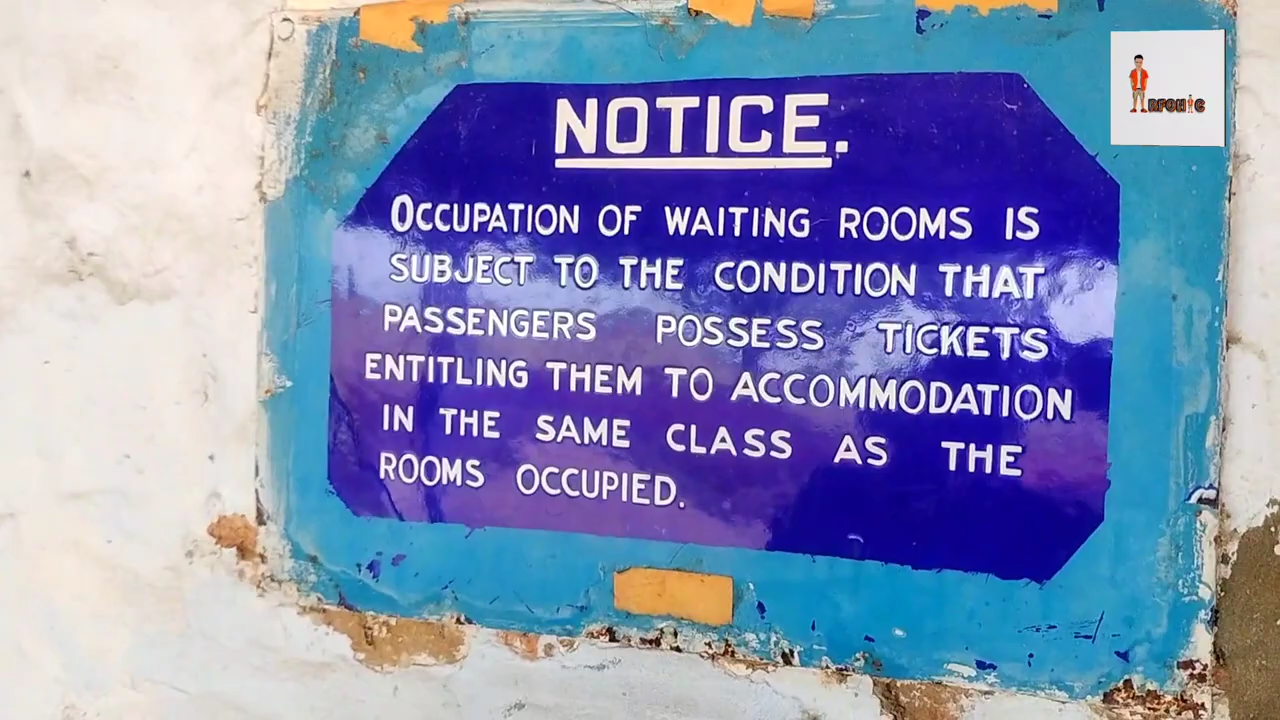 NOTICE.
OCCUPATION OF WAITING ROOMS IS
SUBJECT TO THE CONDITION THAT
PASSENGERS POSSESS TICKETS
ENTITLING THEM TO ACCOMMODATION
IN THE SAME CLASS AS THE
ROOMS OCCUPIED.